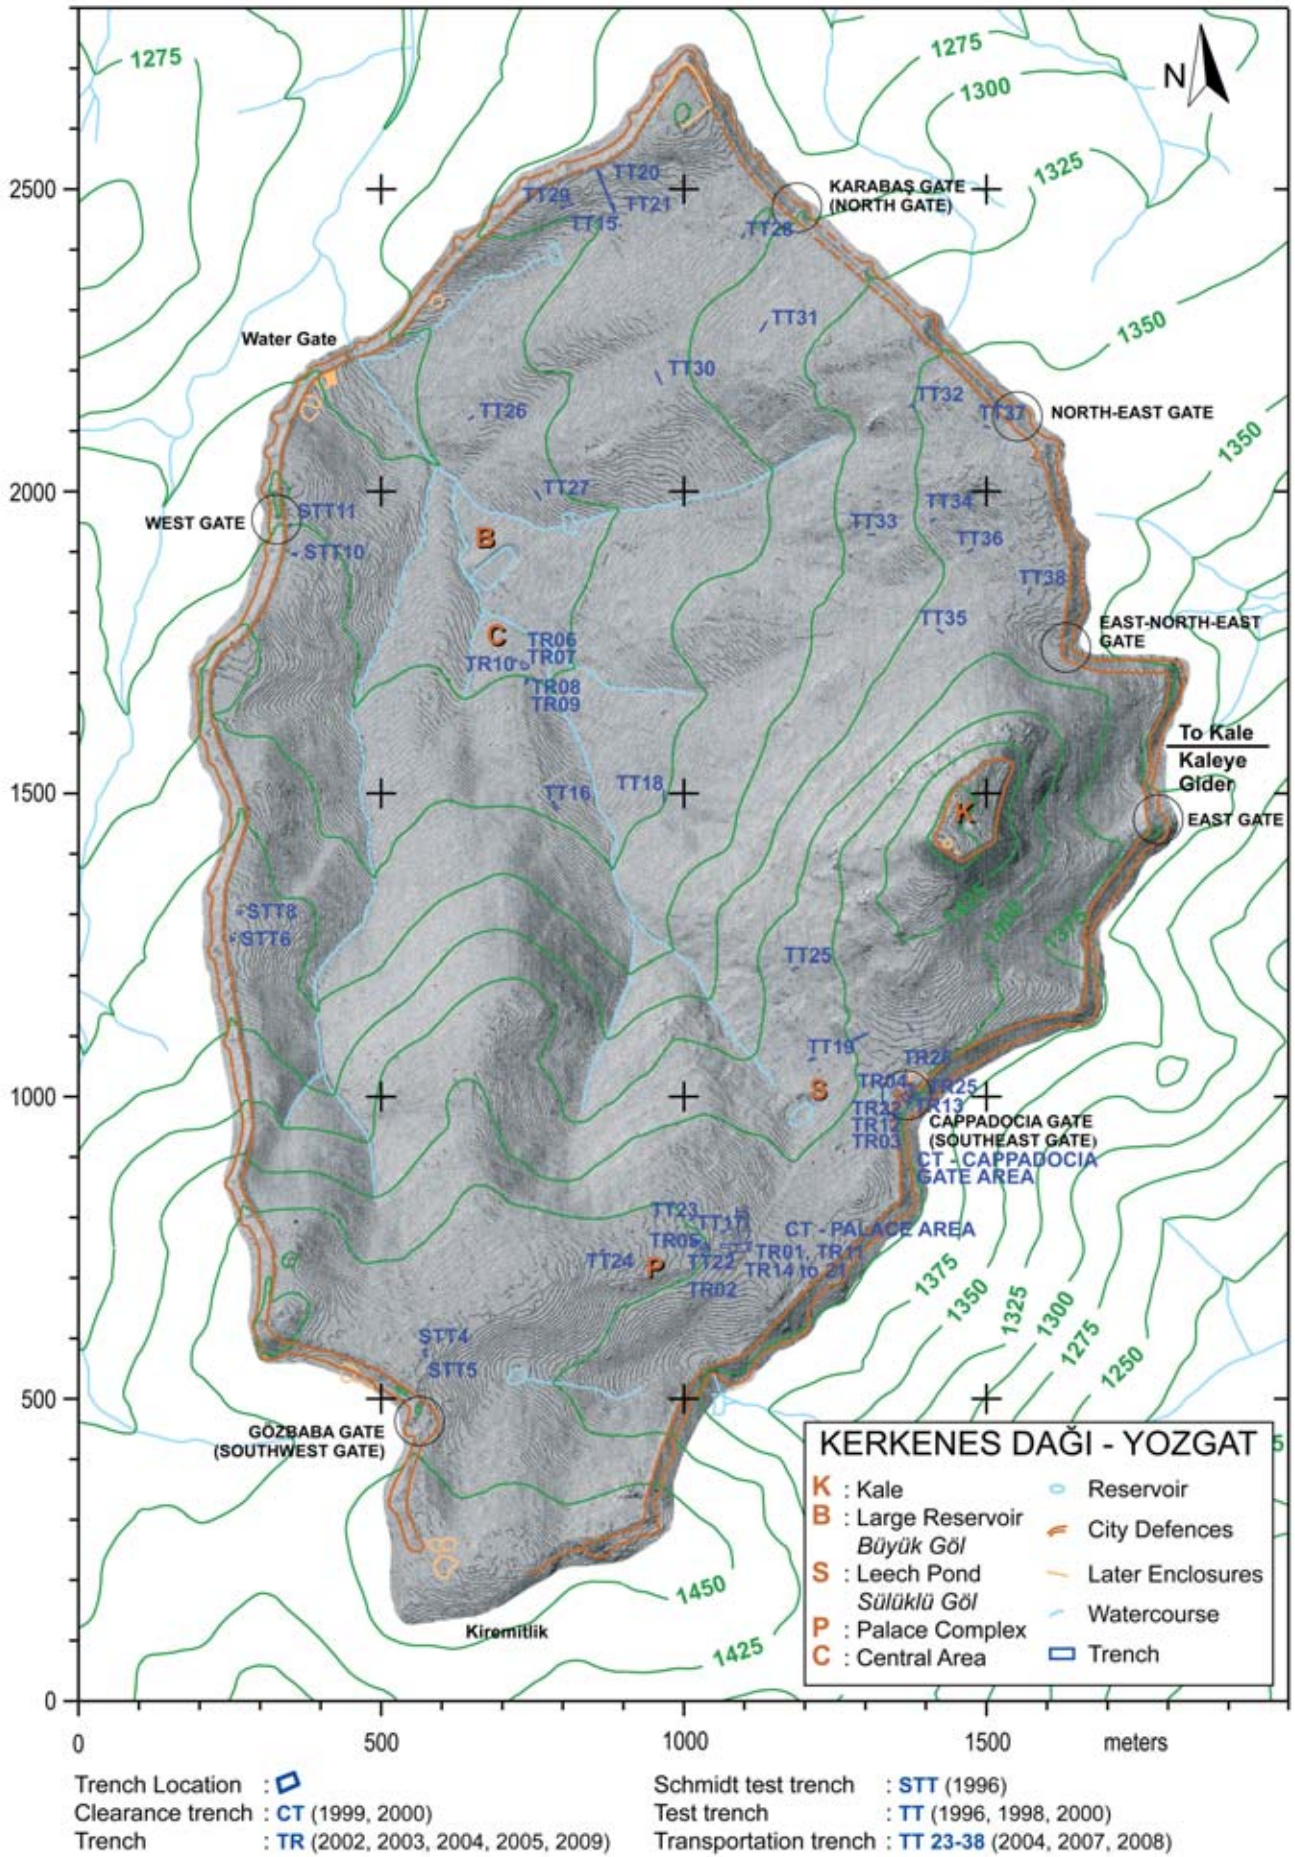 1275
1275
1300
N
1325
2500
TT20
TT29
TT21
TT15
KARABAŞ GATE
(NORTH GATE)
TT28
TT31
1350
Water Gate
TT30
TT32
TT26
TT37
NORTH-EAST GATE
1350
TT27
2000
STT11
WEST GATE
TT34
TT33
B
TT36
STT10
TT38
C
TT35
EAST-NORTH-EAST
GATE
TR06
TR07
TR10
TR08
TR09
To Kale
Kaleye
Gider
1500
TT18
TT16
K
EAST GATE
STT8
STT6
1375
TT25
TT19
TR26
1000
S
TR04
TR25
TR22
TR13
TR12
TR03
CAPPADOCIA GATE
(SOUTHEAST GATE)
CT - CAPPADOCIA
GATE AREA
TT23
TT17
CT - PALACE AREA
TR05
TR01, TR11
TT24
P
TT22
TR14 to 21
TR02
1375
1350
1325
1300
1275
1250
STT4
STT5
500
GÖZBABA GATE
(SOUTHWEST GATE)
KERKENES DAĞI - YOZGAT
K : Kale
B : Large Reservoir
Büyük Göl
S : Leech Pond
Sülüklü Göl
P : Palace Complex
C : Central Area
Reservoir
City Defences
Later Enclosures
Watercourse
Trench
5
1450
Kiremitlik
1425
0
0 500 1000 1500 meters
Trench Location :
Clearance trench : CT (1999, 2000)
Trench : TR (2002, 2003, 2004, 2005, 2009)
Schmidt test trench : STT (1996)
Test trench : TT (1996, 1998, 2000)
Transportation trench : TT 23-38 (2004, 2007, 2008)